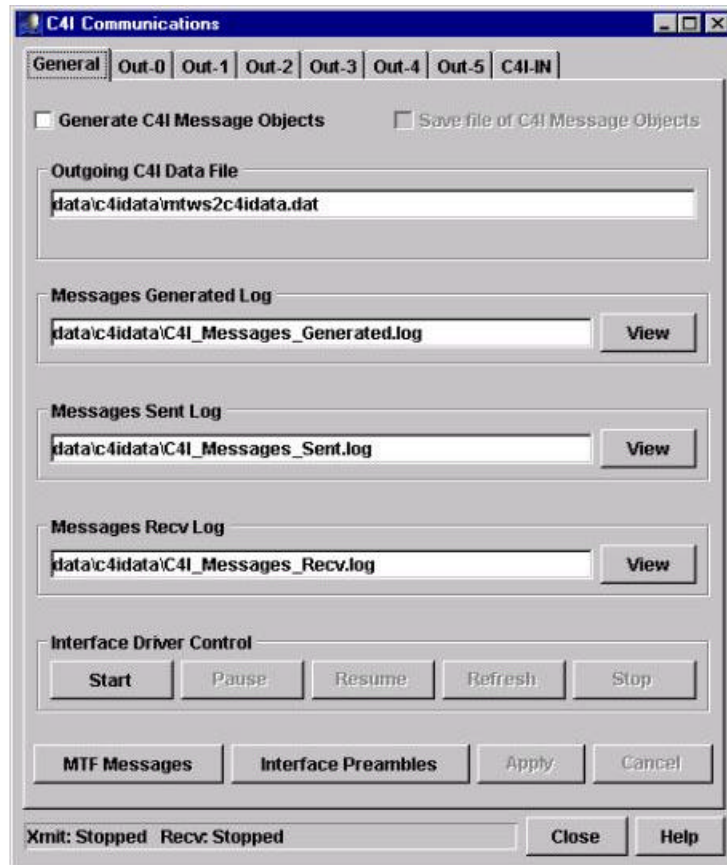 C4I Communications
General Out-0 Out-1 Out-2 Out-3 Out-4 Out-5 C4I-IN
Generate C4I Message Objects Save file of C4I Message Objects
Outgoing C4I Data File
data\c4idata\mtws2c4idata.dat
Messages Generated Log
data\c4idata\C4I_Messages_Generated.log View
Messages Sent Log
data\c4idata\C4I_Messages_Sent.log View
Messages Recv Log
data\c4idata\C4I_Messages_Recv.log View
Interface Driver Control
Start Pause Resume Refresh Stop
MTF Messages Interface Preambles Apply Cancel
Xmit: Stopped Recv: Stopped Close Help